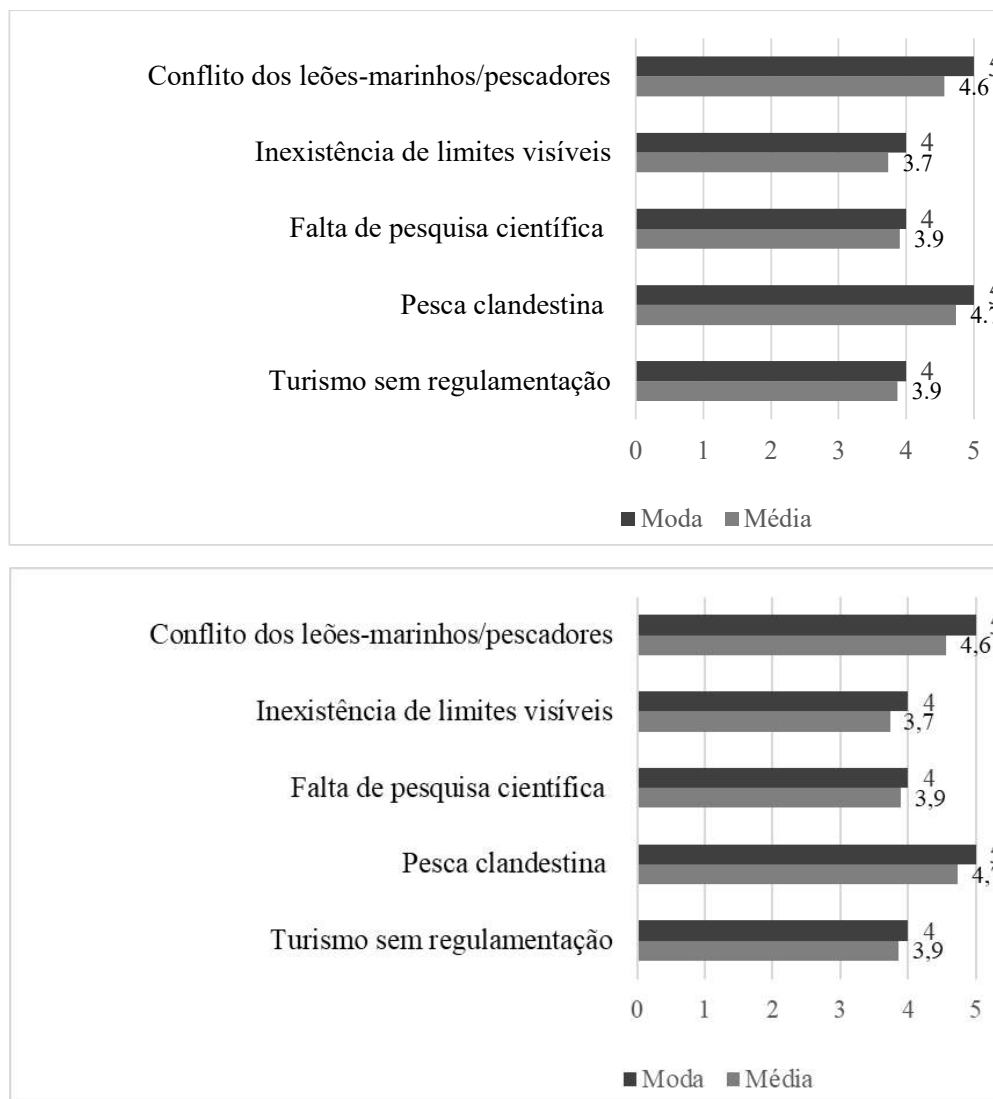 Conflito dos leões-marinhos/pescadores
4.6
Inexistência de limites visíveis
4
3.7
Falta de pesquisa científica
4
3.9
Pesca clandestina
Turismo sem regulamentação
4
3.9
0 1 2 3 4 5
Moda Média
Conflito dos leões-marinhos/pescadores
4,6
Inexistência de limites visíveis
4
3,7
Falta de pesquisa científica
4
3,9
Pesca clandestina
Turismo sem regulamentação
4
3,9
0 1 2 3 4 5
Moda Média